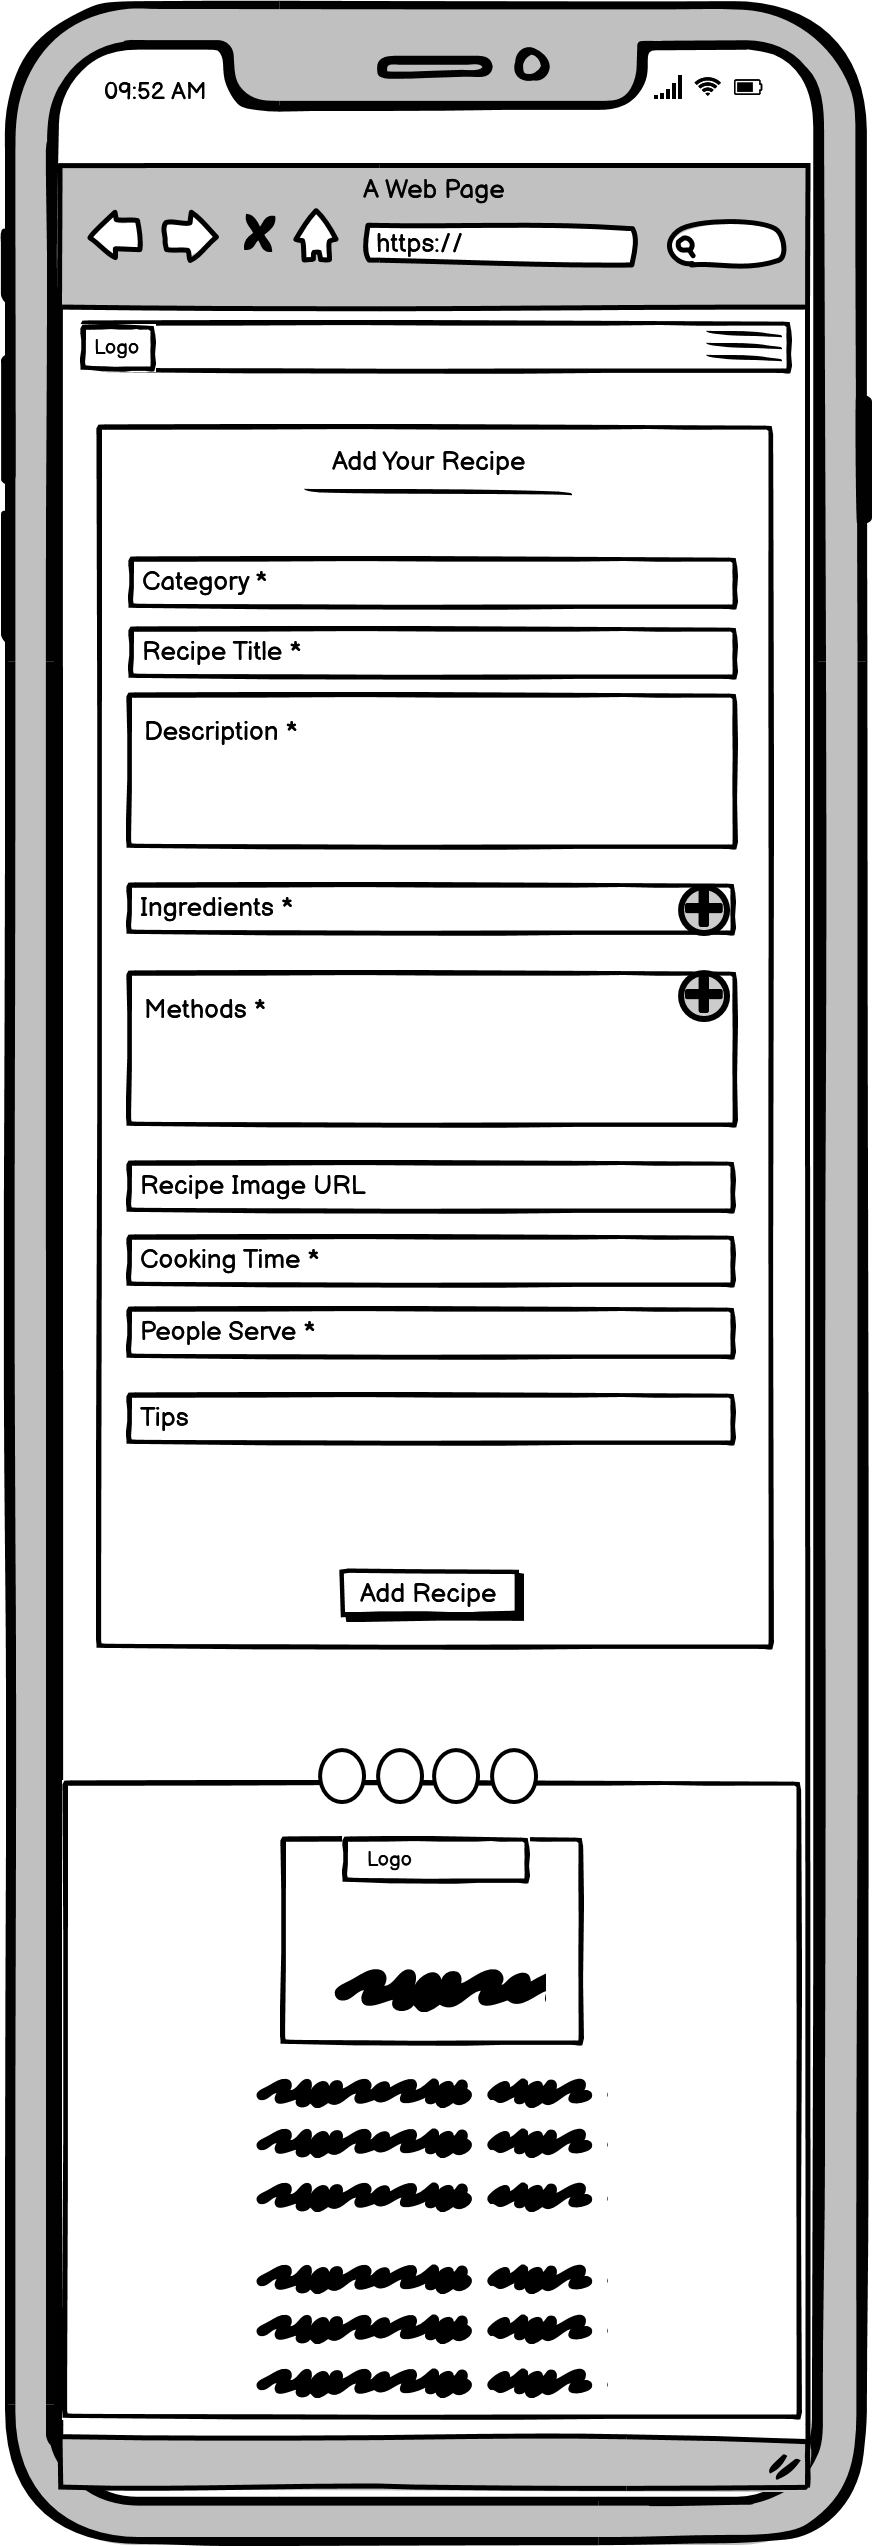 09:52 AM
A Web Page
https://
Logo
Add Your Recipe
Category *
Recipe Title *
Description *
Ingredients *
Methods *
Recipe Image URL
Cooking Time *
People Serve *
Tips
Add Recipe
Logo